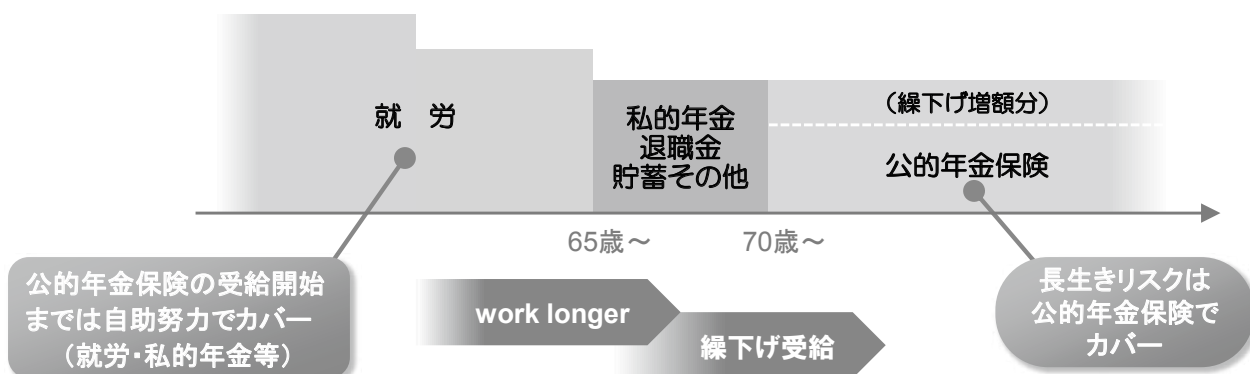 就　労
私的年金
退職金
貯蓄その他
（繰下げ増額分）
公的年金保険
65歳～
70歳～
公的年金保険の受給開始
までは自助努力でカバー
（就労・私的年金等）
work longer
繰下げ受給
長生きリスクは
公的年金保険で
カバー